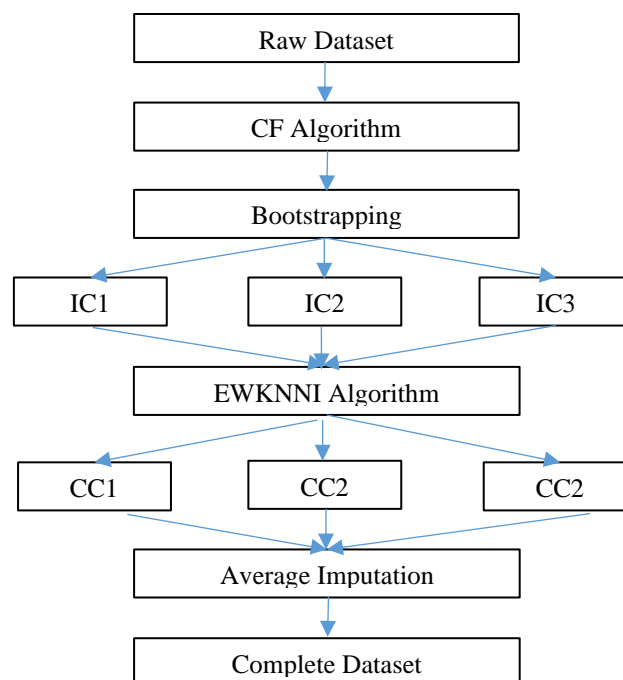 Raw Dataset
CF Algorithm
Bootstrapping
IC1
IC2
IC3
EWKNNI Algorithm
CC1
CC2
CC2
Average Imputation
Complete Dataset